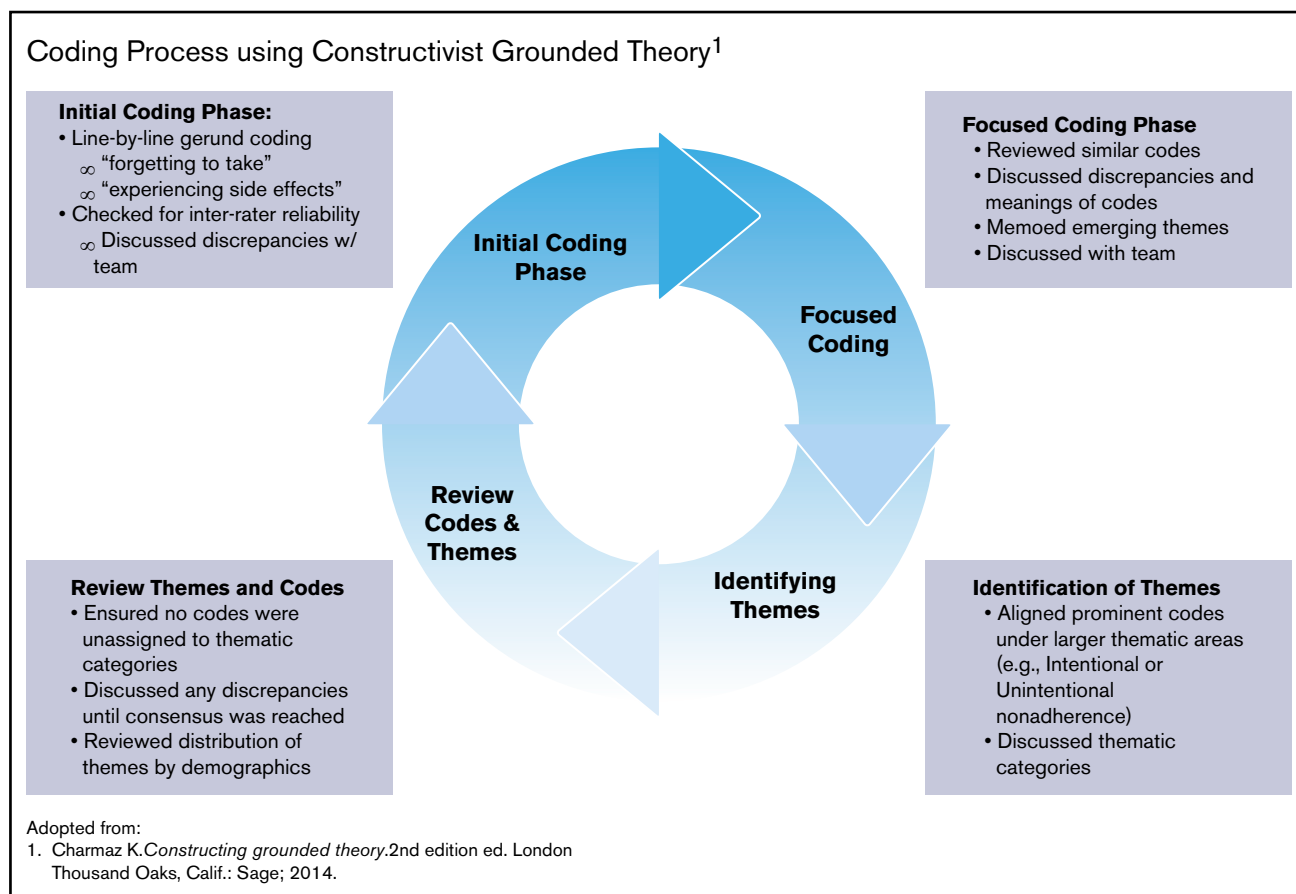 Coding Process using Constructivist Grounded Theory1
Initial Coding Phase:
• Line-by-line gerund coding
∞ “forgetting to take”
∞ “experiencing side effects”
• Checked for inter-rater reliability
∞ Discussed discrepancies w/
team
Focused Coding Phase
• Reviewed similar codes
• Discussed discrepancies and
meanings of codes
• Memoed emerging themes
• Discussed with team
Initial Coding
Phase
Focused
Coding
Identifying
Themes
Review
Codes &
Themes
Review Themes and Codes
• Ensured no codes were
unassigned to thematic
categories
• Discussed any discrepancies
until consensus was reached
• Reviewed distribution of
themes by demographics
Identification of Themes
• Aligned prominent codes
under larger thematic areas
(e.g., Intentional or
Unintentional
nonadherence)
• Discussed thematic
categories
Adopted from:
1. Charmaz K.Constructing grounded theory.2nd edition ed. London
Thousand Oaks, Calif.: Sage; 2014.